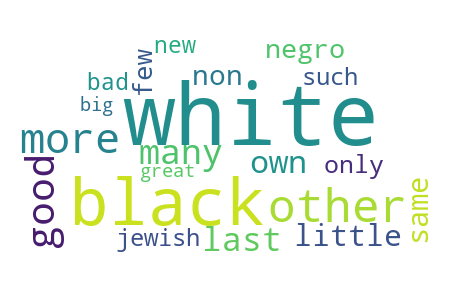 new
negro
few
bad
non
such
big
white
more
many
own
only
great
good
black
other
same
jewish
last
little